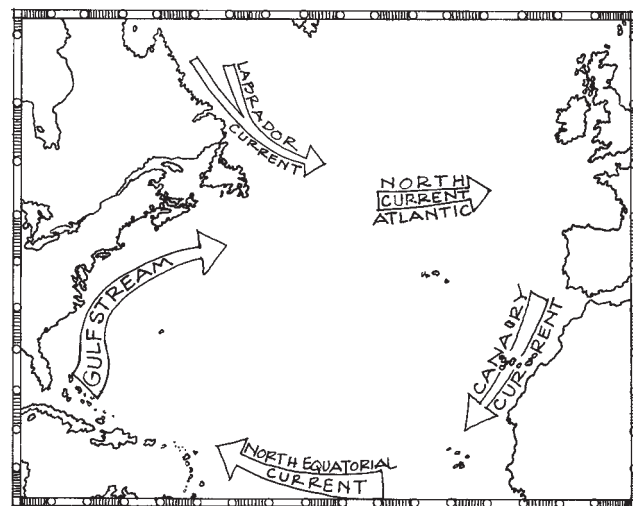 LABRADOR
CURRENT
NORTH
CURRENT
ATLANTIC
GULF STREAM
CANARY
CURRENT
NORTH EQUATORIAL
CURRENT